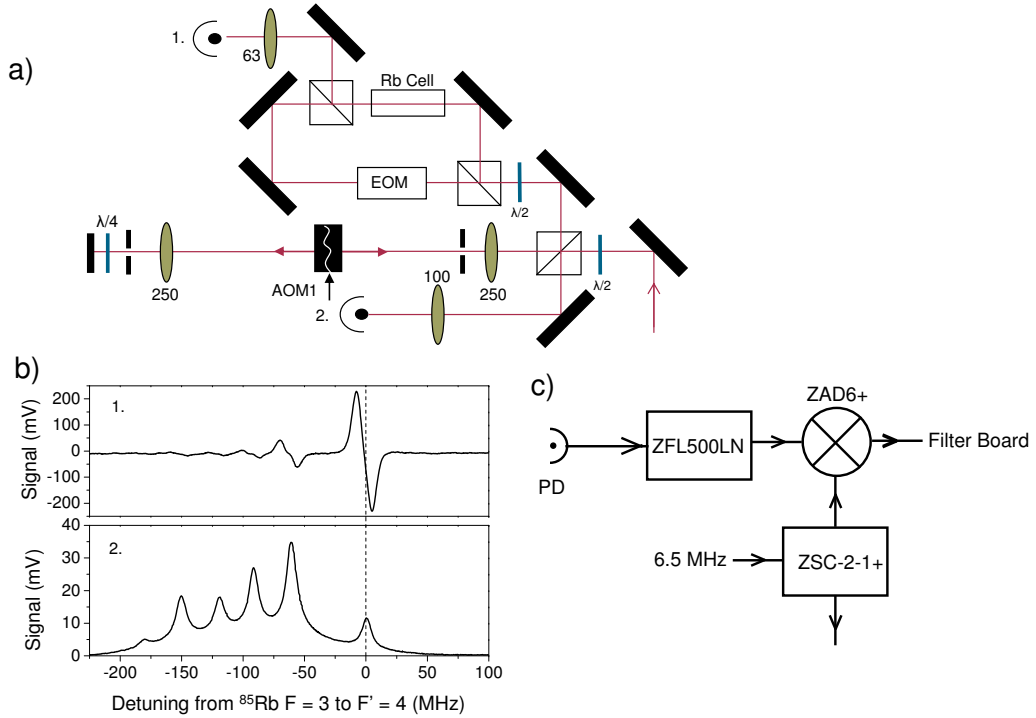 a)
1.
63
Rb Cell
EOM
λ/2
λ/4
250
AOM1
2.
100
250
λ/2
b)
1.
Signal (mV)
200
100
0
-100
-200
2.
Signal (mV)
40
30
20
10
0
-200 -150 -100 -50 0 50 100
Detuning from ⁸⁵Rb F = 3 to F' = 4 (MHz)
c)
ZAD6+
ZFL500LN
Filter Board
PD
6.5 MHz
ZSC-2-1+